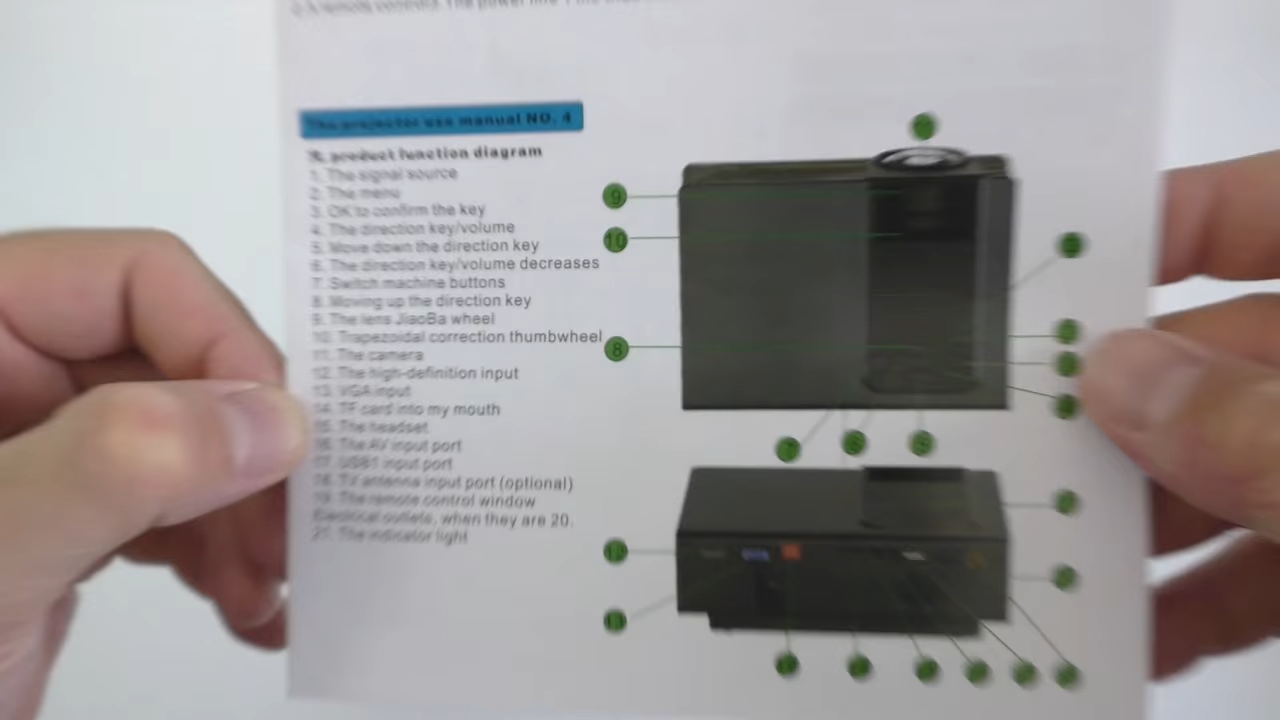 The projector use manual NO. 4
product function diagram
1. The signal source
2. The menu
3. OK to confirm the key
4. The direction key/volume
5. Move down the direction key
6. The direction key/volume decreases
7. Switch machine buttons
8. Moving up the direction key
9. The lens JiaoBa wheel
10. Trapezoidal correction thumbwheel
11. The camera
12. The high-definition input
13. VGA input
14. TF card into my mouth
15. The headset
16. The AV input port
17. USB1 input port
18. TV antenna input port (optional)
19. The remote control window
Electrical outlets, when they are 20.
21. The indicator light
9
10
8
7